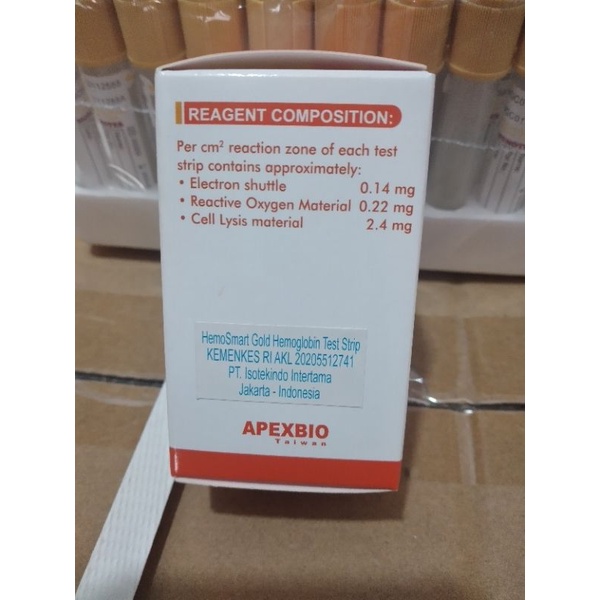 REAGENT COMPOSITION:
Per cm² reaction zone of each test
strip contains approximately:
• Electron shuttle 0.14 mg
• Reactive Oxygen Material 0.22 mg
• Cell Lysis material 2.4 mg
HemoSmart Gold Hemoglobin Test Strip
KEMENKES RI AKL 20205512741
PT. Isotekindo Intertama
Jakarta - Indonesia
APEXBIO
Taiwan